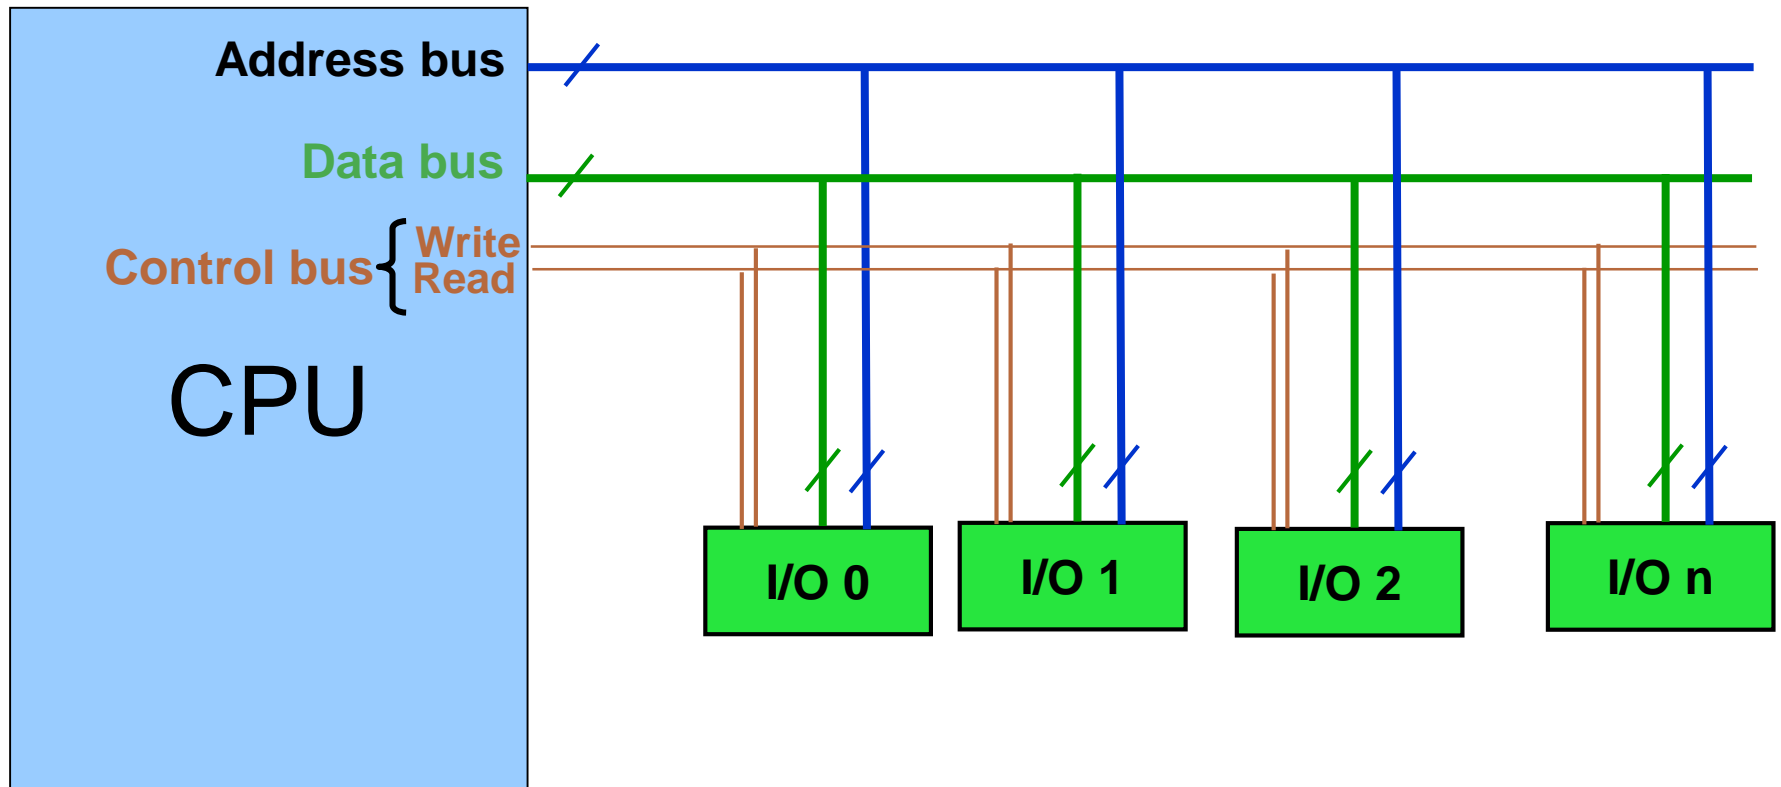 Address bus
Data bus
Control bus
Write
Read
CPU
I/O 0
I/O 1
I/O 2
I/O n